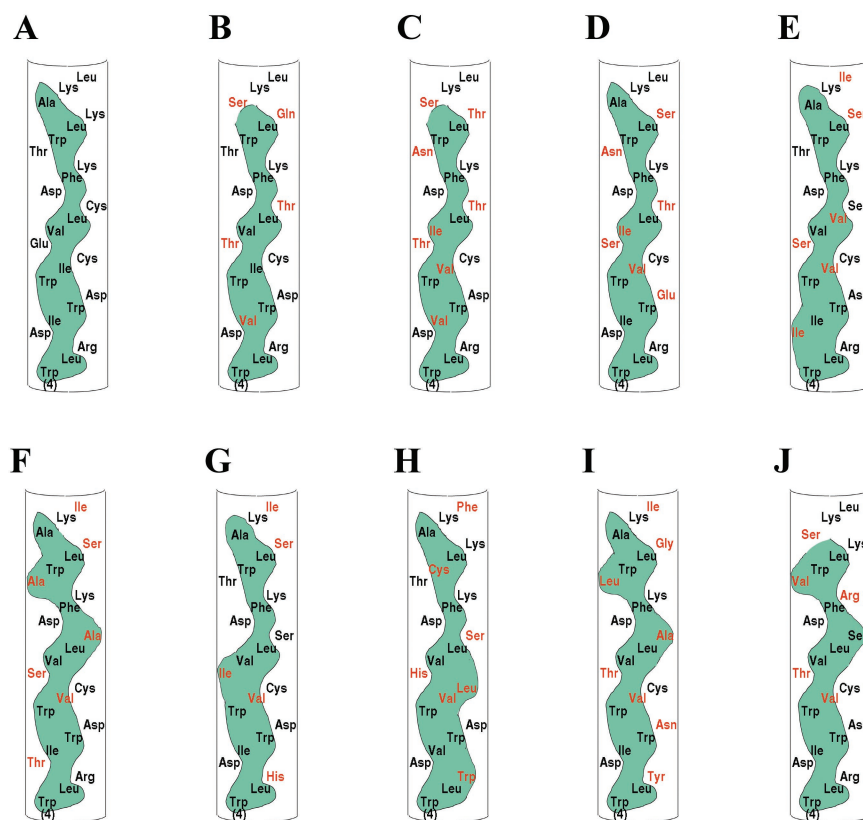 A
Leu
Lys
Ala
Lys
Leu
Trp
Thr
Lys
Phe
Asp
Cys
Leu
Val
Glu
Cys
Ile
Trp
Asp
Trp
Ile
Asp
Arg
Leu
Trp
(4)
B
Leu
Lys
Ser
Gln
Leu
Trp
Thr
Lys
Phe
Asp
Thr
Leu
Val
Thr
Cys
Ile
Trp
Asp
Trp
Val
Asp
Arg
Leu
Trp
(4)
C
Leu
Lys
Ser
Thr
Leu
Trp
Asn
Lys
Phe
Asp
Thr
Leu
Ile
Thr
Cys
Val
Trp
Asp
Trp
Val
Asp
Arg
Leu
Trp
(4)
D
Leu
Lys
Ala
Ser
Leu
Trp
Asn
Lys
Phe
Asp
Thr
Leu
Ile
Ser
Cys
Val
Trp
Glu
Trp
Ile
Asp
Arg
Leu
Trp
(4)
E
Ile
Lys
Ala
Se
Leu
Trp
Thr
Lys
Phe
Asp
Se
Val
Val
Ser
Cys
Val
Trp
As
Trp
Ile
Ile
Arg
Leu
Trp
(4)
F
Ile
Lys
Ala
Ser
Leu
Trp
Ala
Lys
Phe
Asp
Ala
Leu
Val
Ser
Cys
Val
Trp
Asp
Trp
Ile
Thr
Arg
Leu
Trp
(4)
G
Ile
Lys
Ala
Ser
Leu
Trp
Thr
Lys
Phe
Asp
Ser
Leu
Val
Ile
Cys
Val
Trp
Asp
Trp
Ile
Asp
His
Leu
Trp
(4)
H
Phe
Lys
Ala
Lys
Leu
Cys
Thr
Lys
Phe
Asp
Ser
Leu
Val
His
Leu
Val
Trp
Asp
Trp
Val
Asp
Trp
Leu
Trp
(4)
I
Ile
Lys
Ala
Gly
Leu
Trp
Leu
Lys
Phe
Asp
Ala
Leu
Val
Thr
Cys
Val
Trp
Asn
Trp
Ile
Asp
Tyr
Leu
Trp
(4)
J
Leu
Lys
Ser
Lys
Leu
Trp
Val
Arg
Phe
Asp
Se
Leu
Val
Thr
Cys
Val
Trp
As
Trp
Ile
Asp
Arg
Leu
Trp
(4)